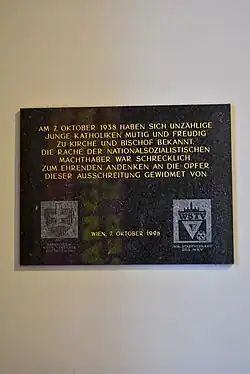 AM 7. OKTOBER 1938 HABEN SICH UNZÄHLIGE
JUNGE KATHOLIKEN MUTIG UND FREUDIG
ZU KIRCHE UND BISCHOF BEKANNT.
DIE RACHE DER NATIONALSOZIALISTISCHEN
MACHTHABER WAR SCHRECKLICH
ZUM EHRENDEN ANDENKEN AN DIE OPFER
DIESER AUSSCHREITUNG GEWIDMET VON
WIEN, 7. OKTOBER 1998